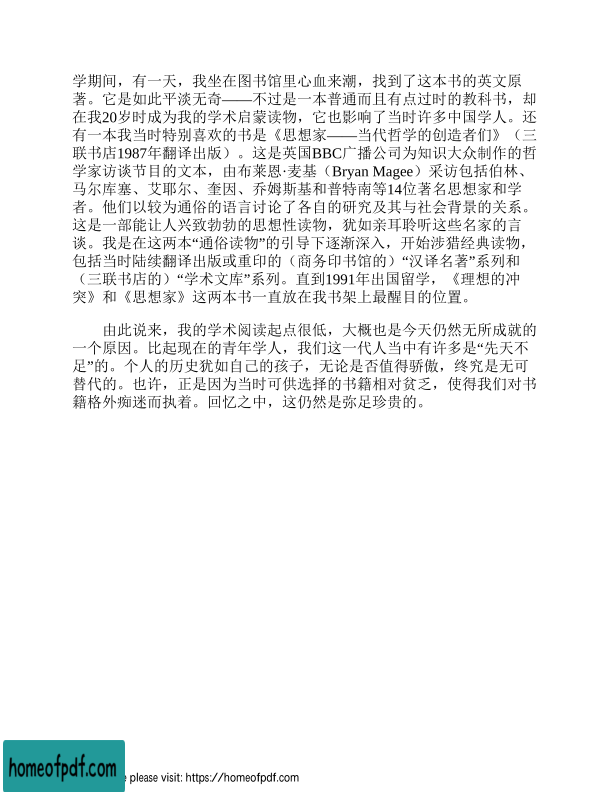 学期间，有一天，我坐在图书馆里心血来潮，找到了这本书的英文原
著。它是如此平淡无奇——不过是一本普通而且有点过时的教科书，却
在我20岁时成为我的学术启蒙读物，它也影响了当时许多中国学人。还
有一本我当时特别喜欢的书是《思想家——当代哲学的创造者们》（三
联书店1987年翻译出版）。这是英国BBC广播公司为知识大众制作的哲
学家访谈节目的文本，由布莱恩·麦基（Bryan Magee）采访包括伯林、
马尔库塞、艾耶尔、奎因、乔姆斯基和普特南等14位著名思想家和学
者。他们以较为通俗的语言讨论了各自的研究及其与社会背景的关系。
这是一部能让人兴致勃勃的思想性读物，犹如亲耳聆听这些名家的言
谈。我是在这两本“通俗读物”的引导下逐渐深入，开始涉猎经典读物，
包括当时陆续翻译出版或重印的（商务印书馆的）“汉译名著”系列和
（三联书店的）“学术文库”系列。直到1991年出国留学，《理想的冲
突》和《思想家》这两本书一直放在我书架上最醒目的位置。
由此说来，我的学术阅读起点很低，大概也是今天仍然无所成就的
一个原因。比起现在的青年学人，我们这一代人当中有许多是“先天不
足”的。个人的历史犹如自己的孩子，无论是否值得骄傲，终究是无可
替代的。也许，正是因为当时可供选择的书籍相对贫乏，使得我们对书
籍格外痴迷而执着。回忆之中，这仍然是弥足珍贵的。
homeofpdf.com
please visit: https://homeofpdf.com